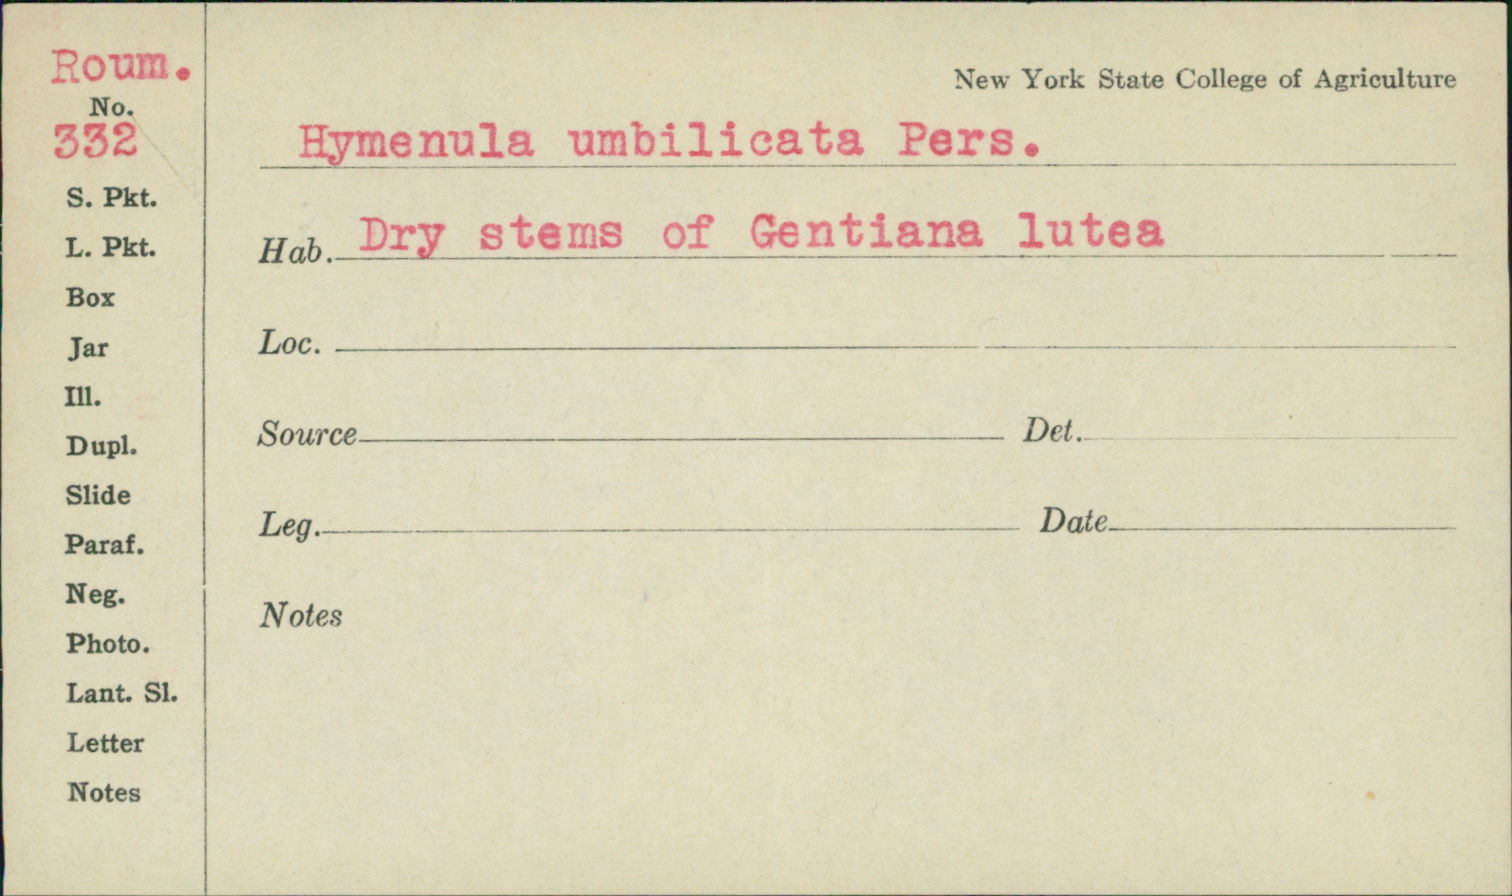 Roum.
No.
332
S. Pkt.
L. Pkt.
Box
Jar
Ill.
Dupl.
Slide
Paraf.
Neg.
Photo.
Lant. Sl.
Letter
Notes
New York State College of Agriculture
Hymenula umbilicata Pers.
Hab. Dry stems of Gentiana lutea
Loc.
Source Det.
Leg. Date
Notes